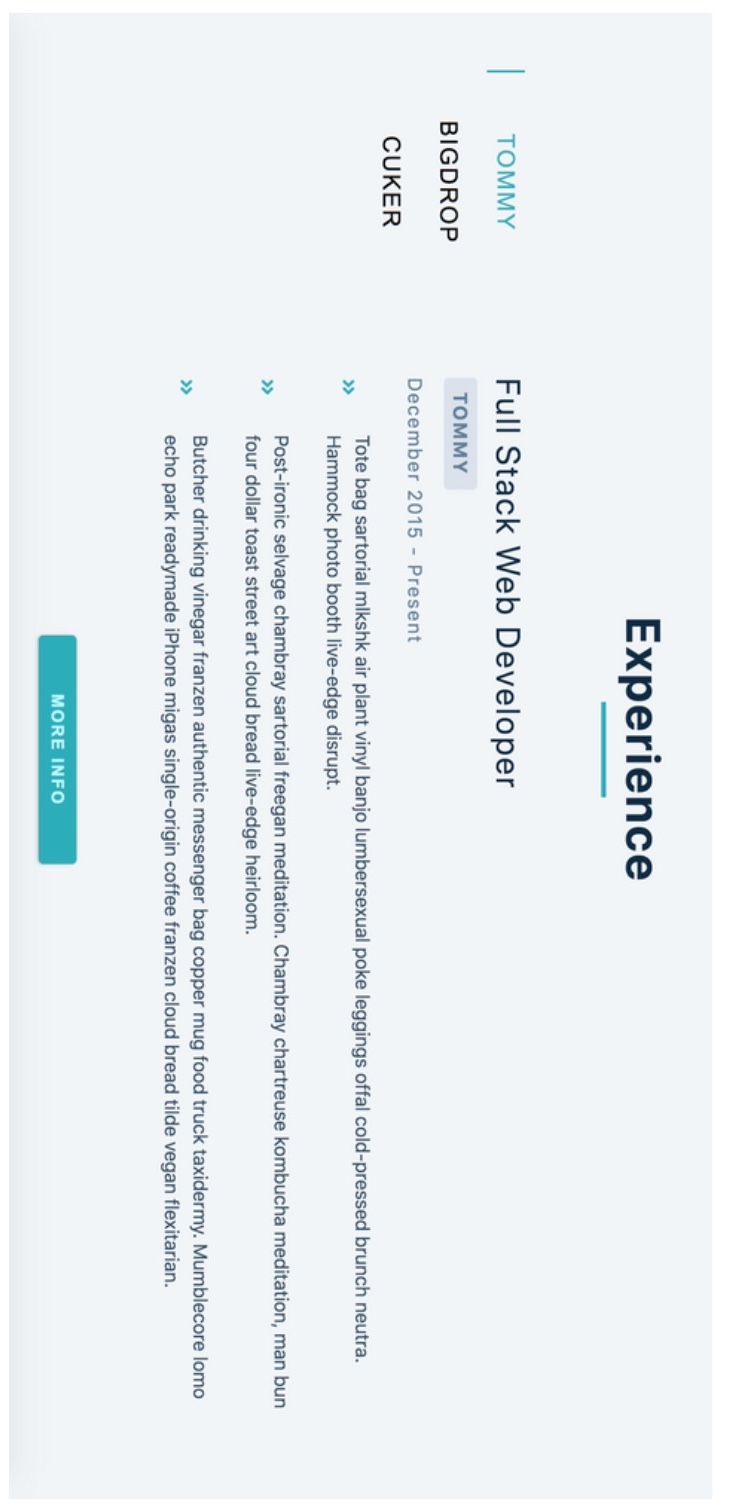 Experience
TOMMY
BIGDROP
CUKER
Full Stack Web Developer
TOMMY
December 2015 - Present
Tote bag sartorial mlkshk air plant vinyl banjo lumbersexual poke leggings offal cold-pressed brunch neutra.
Hammock photo booth live-edge disrupt.
Post-ironic selvage chambray sartorial freegan meditation. Chambray chartreuse kombucha meditation, man bun
four dollar toast street art cloud bread live-edge heirloom.
Butcher drinking vinegar franzen authentic messenger bag copper mug food truck taxidermy. Mumblecore lomo
echo park readymade iPhone migas single-origin coffee franzen cloud bread tilde vegan flexitarian.
MORE INFO